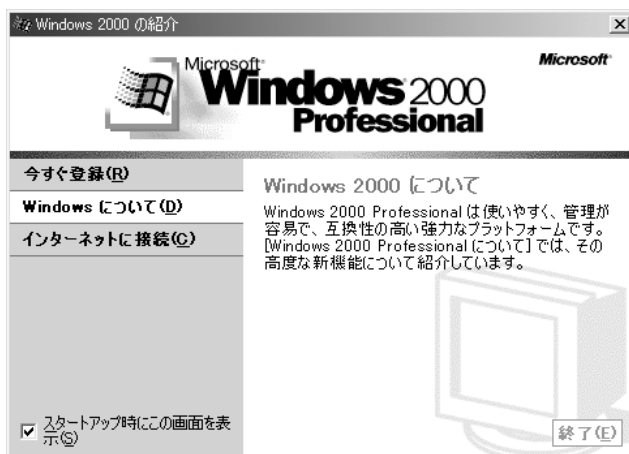 Windows 2000 の紹介
Microsoft
Microsoft
Windows 2000
Professional
今すぐ登録(R)
Windows について(D)
インターネットに接続(C)
Windows 2000 について
Windows 2000 Professional は使いやすく、管理が
容易で、互換性の高い強力なプラットフォームです。
[Windows 2000 Professional について] では、その
高度な新機能について紹介しています。
スタートアップ時にこの画面を表
示(S)
終了(E)